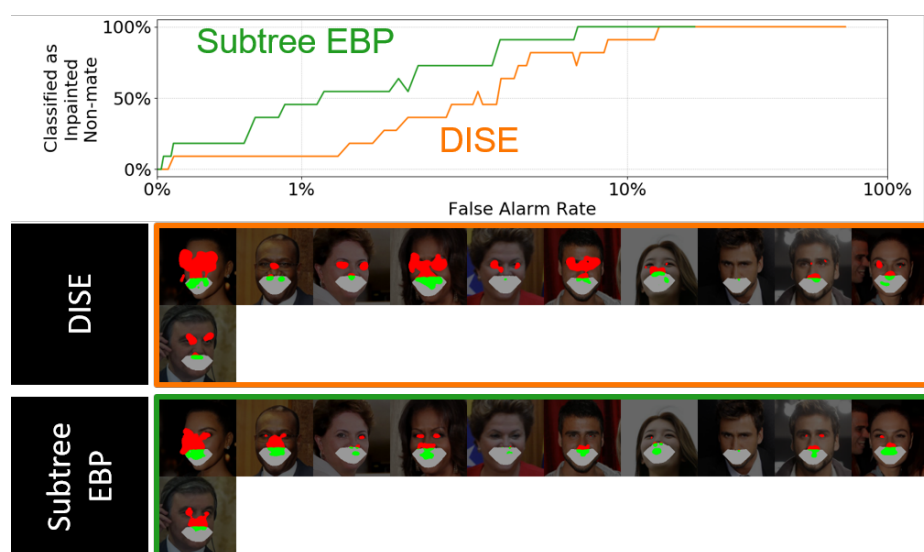 Classified as
Inpainted
Non-mate
100%
50%
0%
Subtree EBP
DISE
0%
1%
10%
100%
False Alarm Rate
DISE
Subtree
EBP